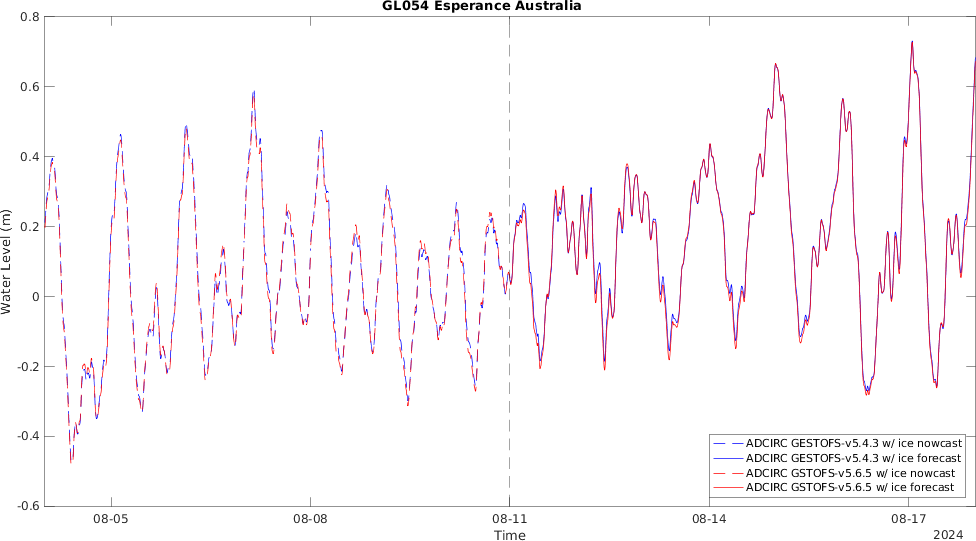 GL054 Esperance Australia
0.8
0.6
0.4
0.2
0
-0.2
-0.4
-0.6
Water Level (m)
ADCIRC GESTOFS-v5.4.3 w/ ice nowcast
ADCIRC GESTOFS-v5.4.3 w/ ice forecast
ADCIRC GSTOFS-v5.6.5 w/ ice nowcast
ADCIRC GSTOFS-v5.6.5 w/ ice forecast
08-05 08-08 08-11 08-14 08-17
Time
2024